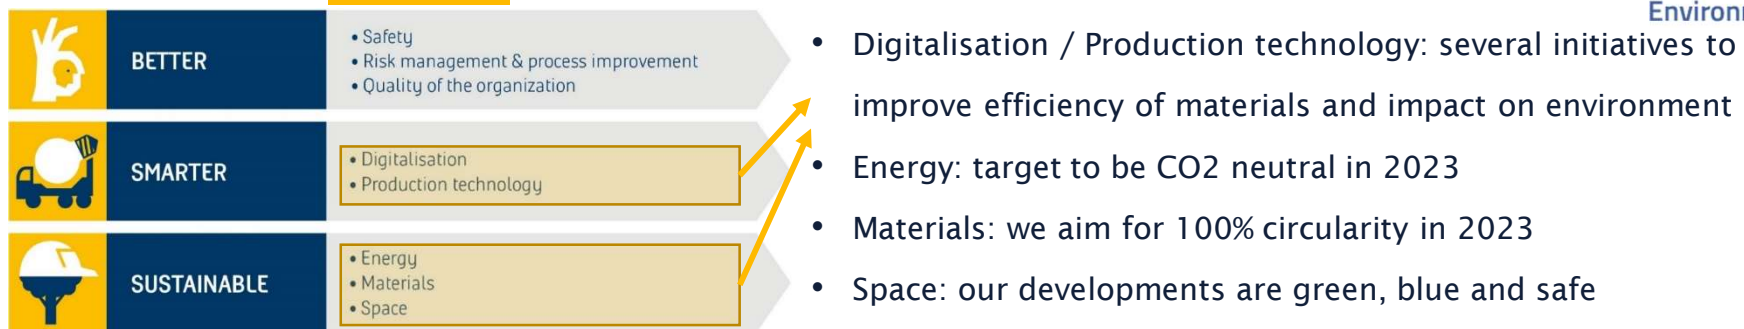 BETTER
• Safety
• Risk management & process improvement
• Quality of the organization
SMARTER
• Digitalisation
• Production technology
SUSTAINABLE
• Energy
• Materials
• Space
• Digitalisation / Production technology: several initiatives to
improve efficiency of materials and impact on environment
• Energy: target to be CO2 neutral in 2023
• Materials: we aim for 100% circularity in 2023
• Space: our developments are green, blue and safe